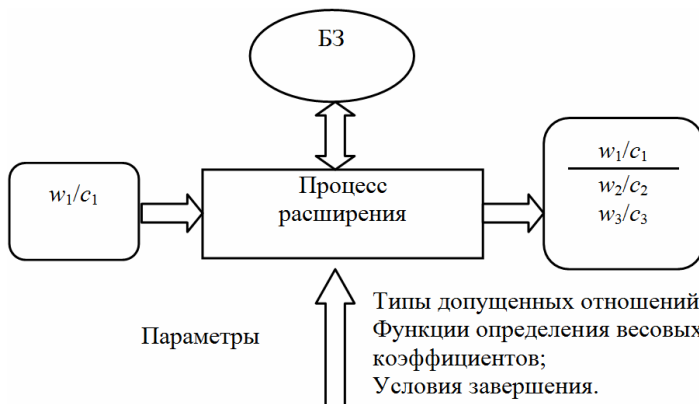 БЗ
w₁/c₁
Процесс
расширения
w₁/c₁
w₂/c₂
w₃/c₃
Параметры
Типы допущенных отношений
Функции определения весовых
коэффициентов;
Условия завершения.